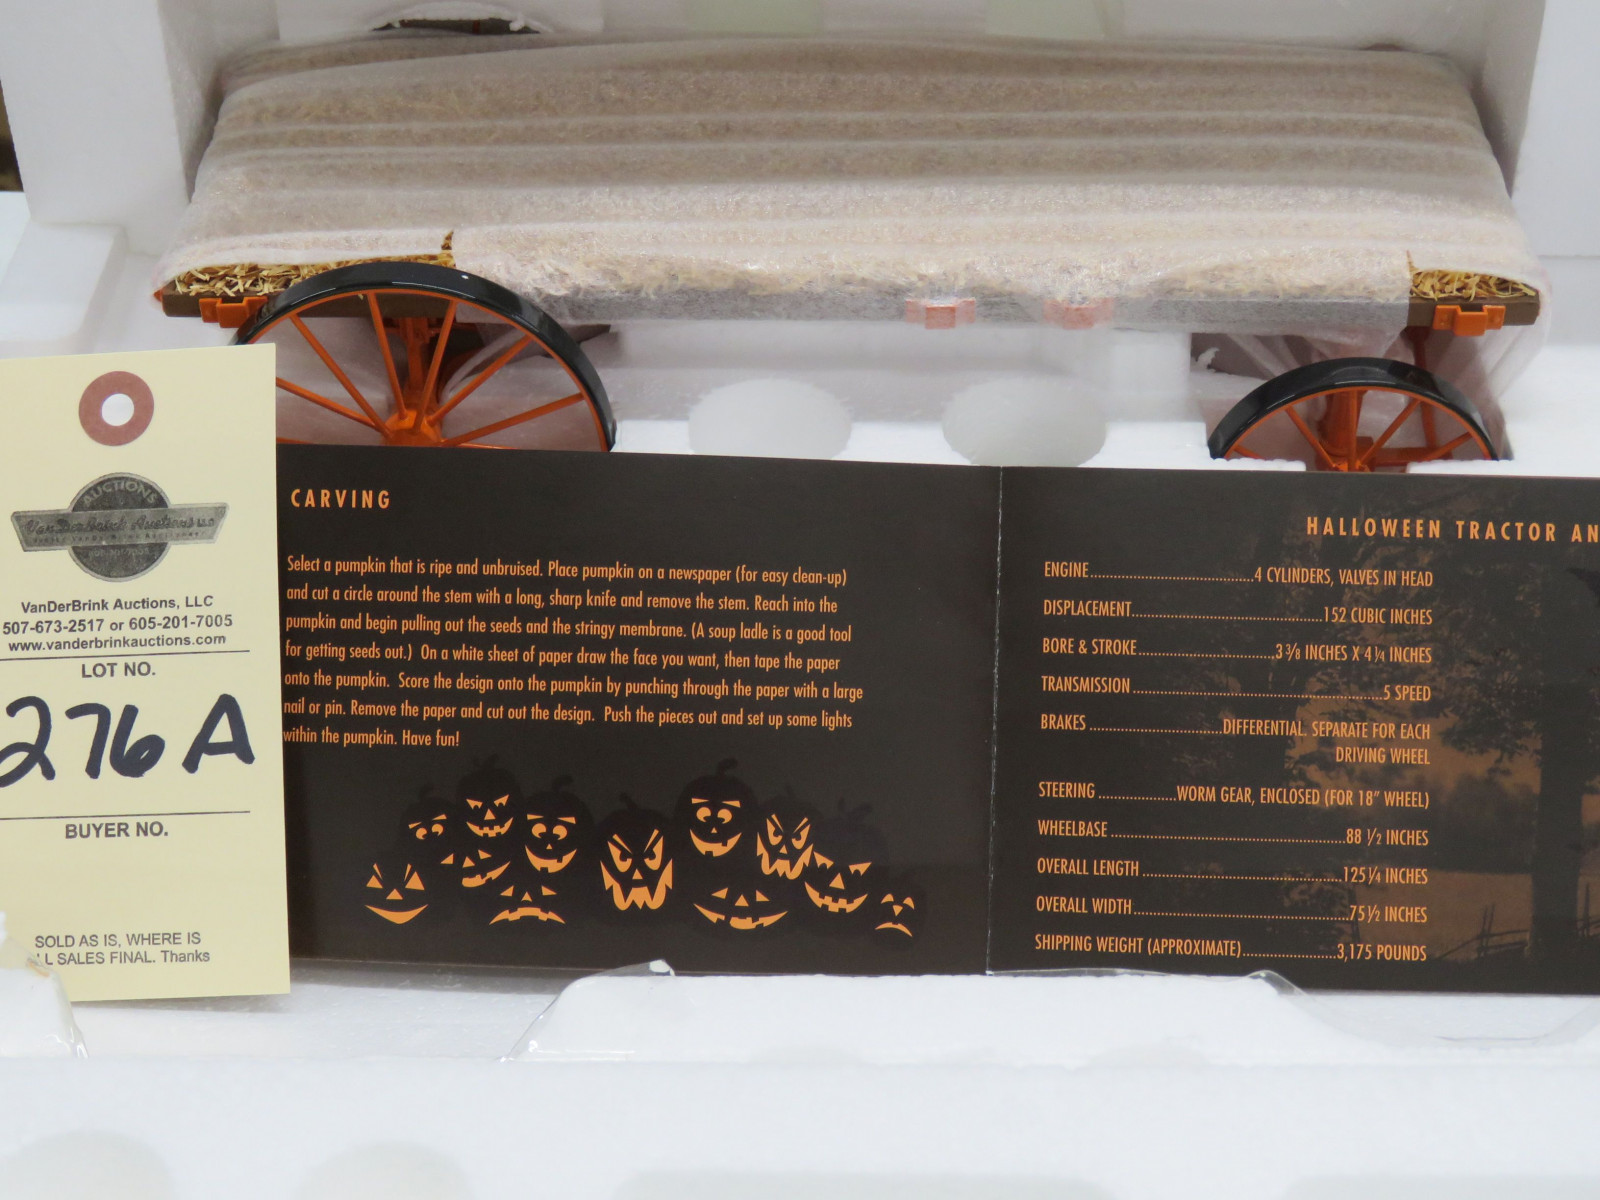 AUCTIONS
VanDerBrink Auctions LLC
VanDerBrink Auctions, LLC
507-673-2517 or 605-201-7005
www.vanderbrinkauctions.com
LOT NO.
276 A
BUYER NO.
SOLD AS IS, WHERE IS
SALES FINAL. Thanks
CARVING
Select a pumpkin that is ripe and unbruised. Place pumpkin on a newspaper (for easy clean-up)
and cut a circle around the stem with a long, sharp knife and remove the stem. Reach into the
pumpkin and begin pulling out the seeds and the stringy membrane. (A soup ladle is a good tool
for getting seeds out.) On a white sheet of paper draw the face you want, then tape the paper
onto the pumpkin. Score the design onto the pumpkin by punching through the paper with a large
nail or pin. Remove the paper and cut out the design. Push the pieces out and set up some lights
within the pumpkin. Have fun!
HALLOWEEN TRACTOR AN
ENGINE..........4 CYLINDERS, VALVES IN HEAD
DISPLACEMENT..........152 CUBIC INCHES
BORE & STROKE..........3 3/8 INCHES X 4 1/4 INCHES
TRANSMISSION..........5 SPEED
BRAKES..........DIFFERENTIAL. SEPARATE FOR EACH
DRIVING WHEEL
STEERING..........WORM GEAR, ENCLOSED (FOR 18" WHEEL)
WHEELBASE..........88 1/2 INCHES
OVERALL LENGTH..........125 1/4 INCHES
OVERALL WIDTH..........75 1/2 INCHES
SHIPPING WEIGHT (APPROXIMATE)..........3,175 POUNDS